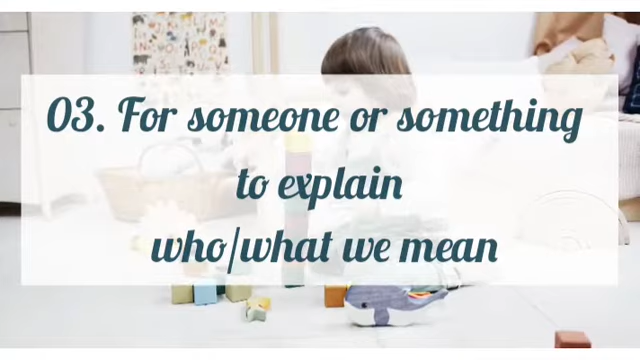 03. For someone or something
to explain
who/what we mean